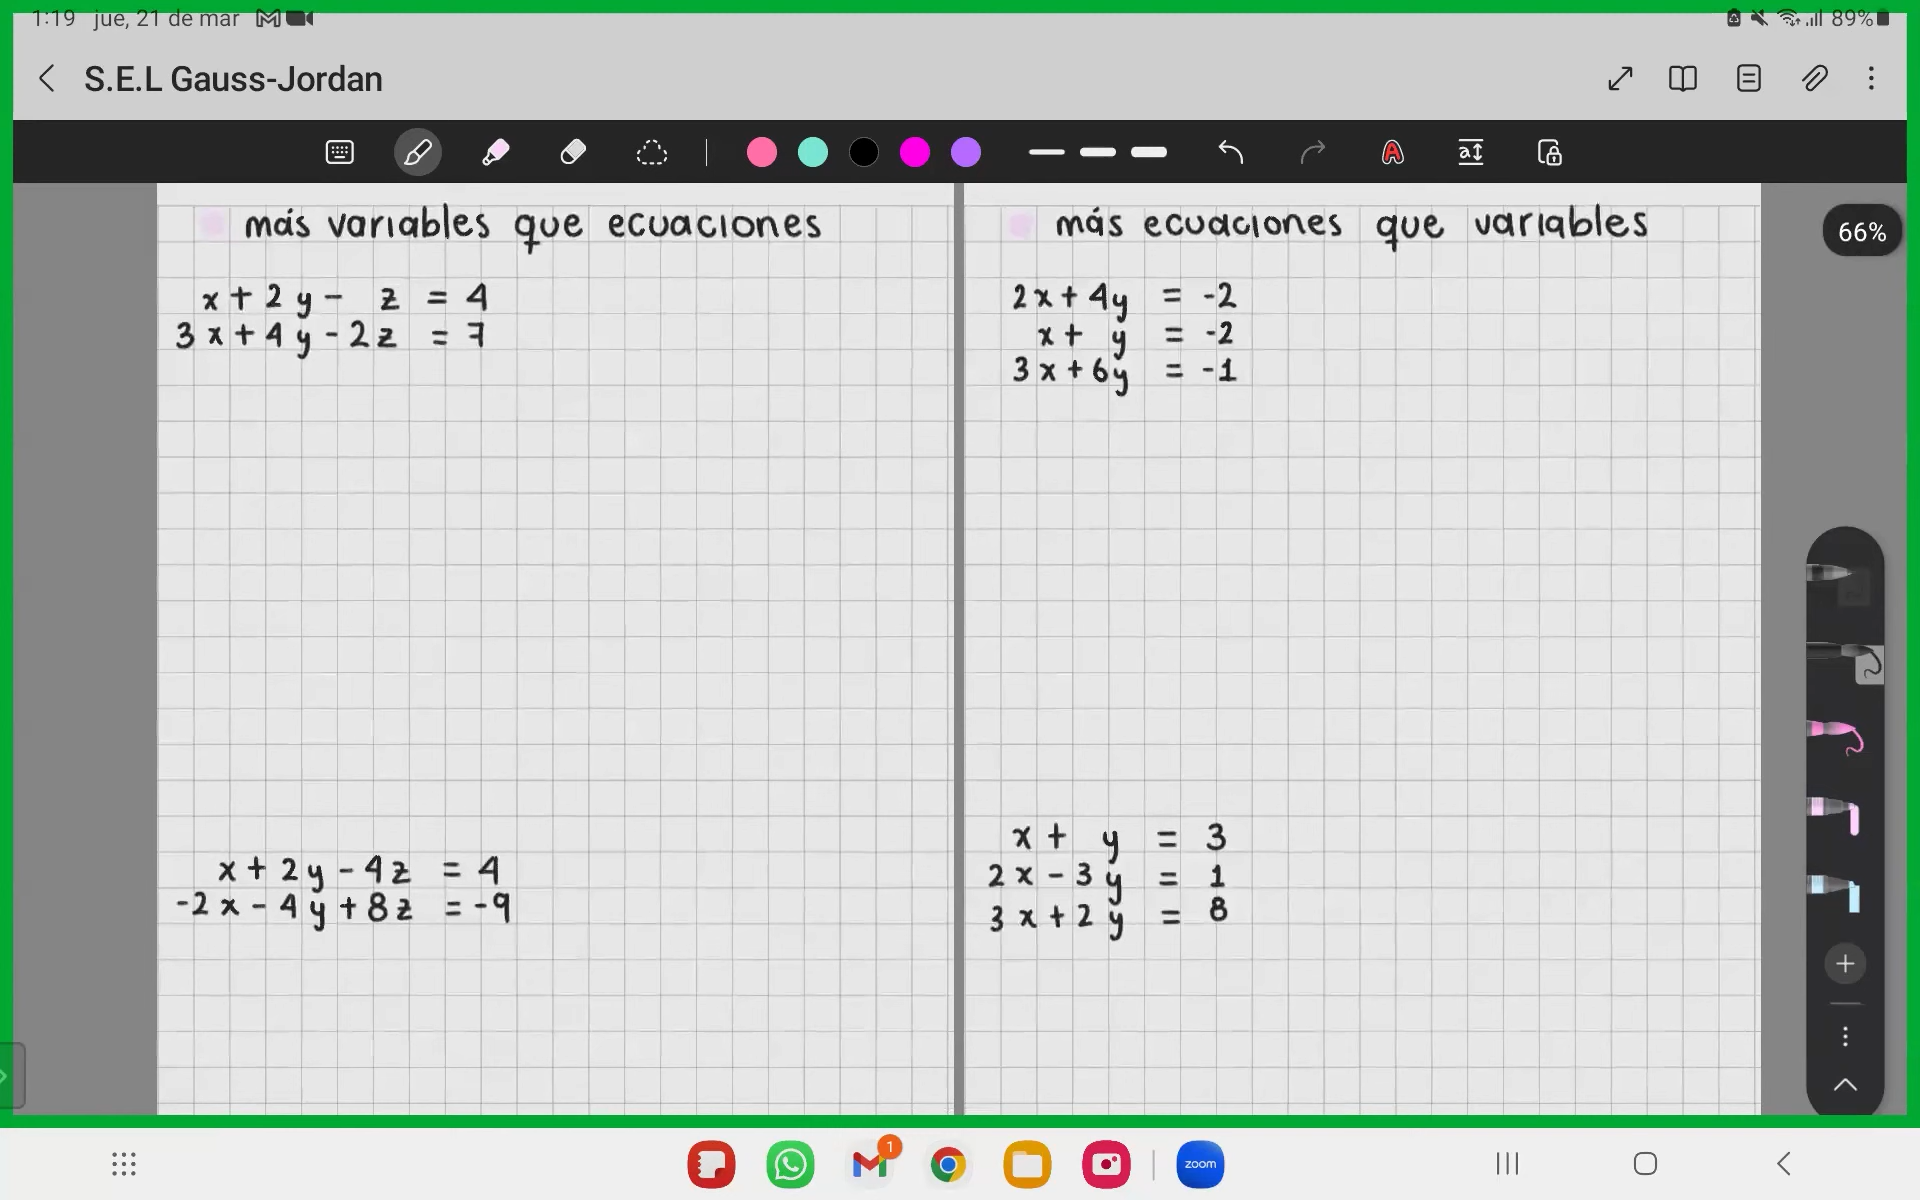 1:19 jue, 21 de mar
89%
S.E.L Gauss-Jordan
66%
más variables que ecuaciones
x + 2y - z = 4
3x + 4y - 2z = 7
x + 2y - 4z = 4
-2x - 4y + 8z = -9
más ecuaciones que variables
2x + 4y = -2
x + y = -2
3x + 6y = -1
x + y = 3
2x - 3y = 1
3x + 2y = 8
1
zoom